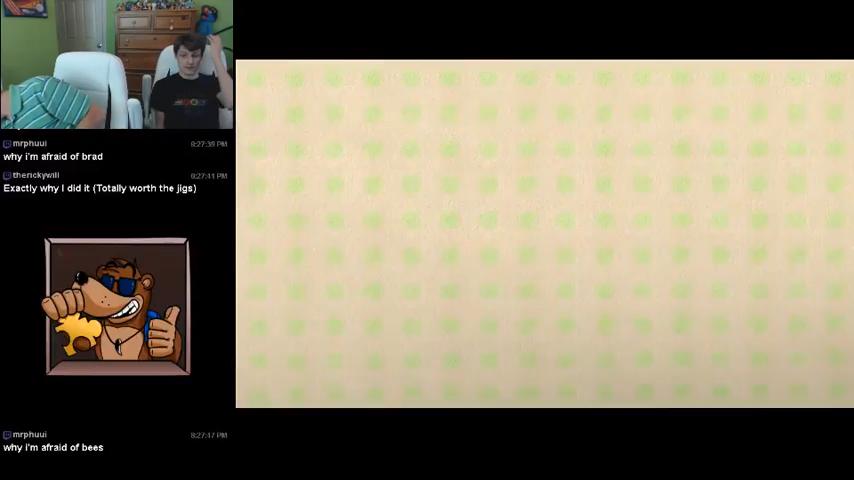 mrphuui 8:27:39 PM
why i'm afraid of brad
therickywill 8:27:41 PM
Exactly why I did it (Totally worth the jigs)
mrphuui 8:27:47 PM
why i'm afraid of bees